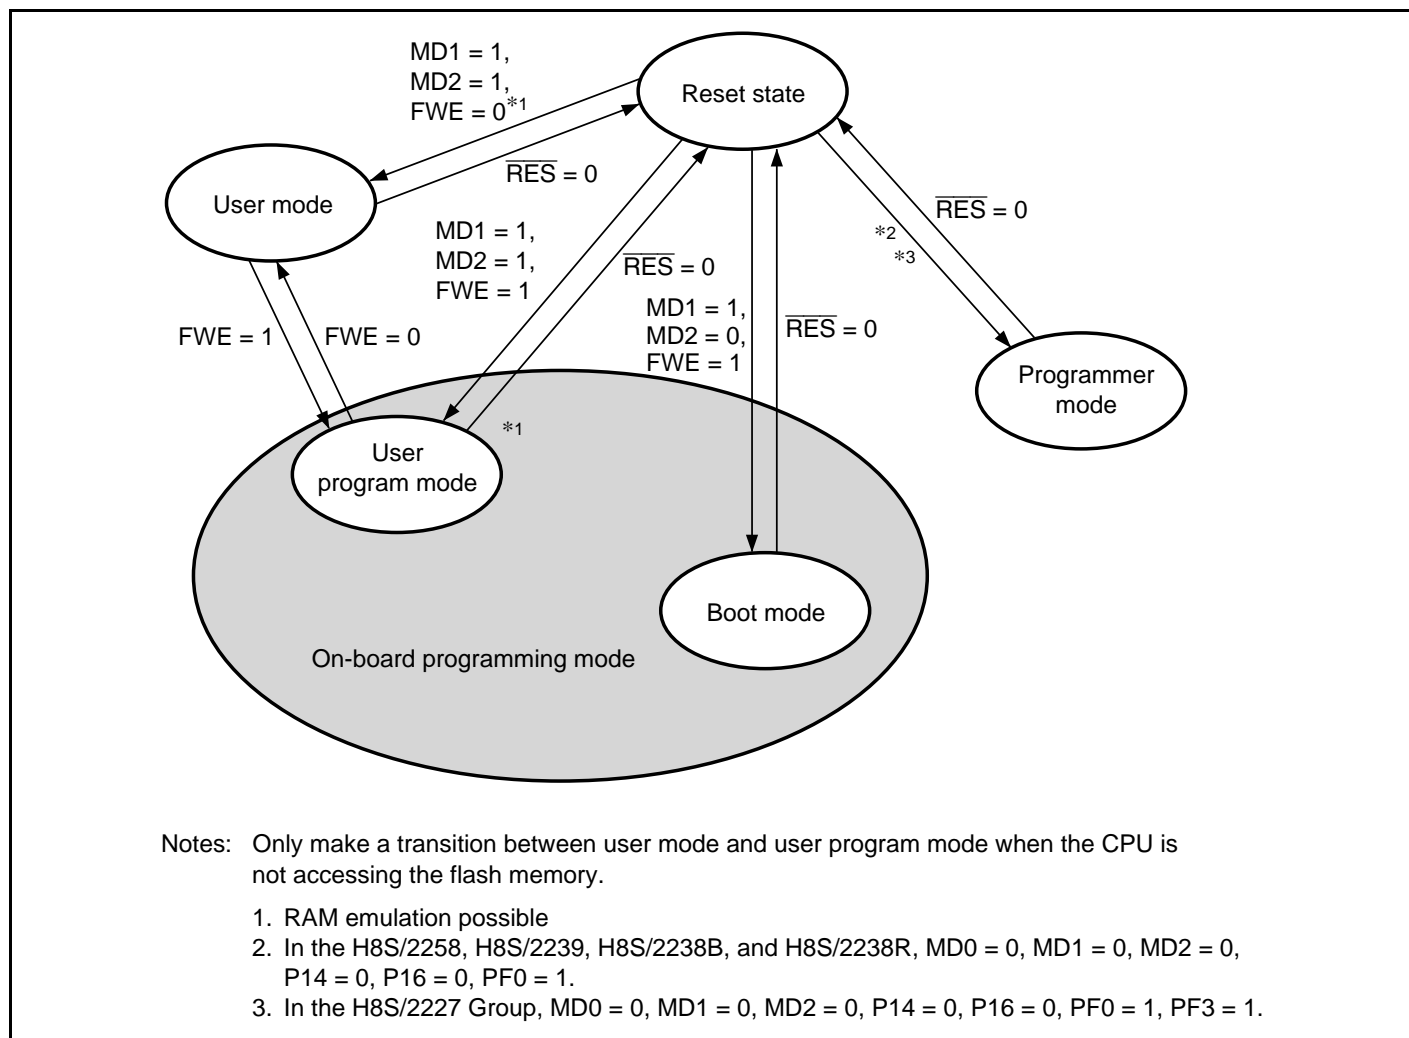 MD1 = 1,
MD2 = 1,
FWE = 0*1
Reset state
RES = 0
User mode
MD1 = 1,
MD2 = 1,
FWE = 1
RES = 0
RES = 0
*2
*3
FWE = 1
FWE = 0
MD1 = 1,
MD2 = 0,
FWE = 1
RES = 0
Programmer
mode
*1
User
program mode
Boot mode
On-board programming mode
Notes: Only make a transition between user mode and user program mode when the CPU is
not accessing the flash memory.
1. RAM emulation possible
2. In the H8S/2258, H8S/2239, H8S/2238B, and H8S/2238R, MD0 = 0, MD1 = 0, MD2 = 0,
P14 = 0, P16 = 0, PF0 = 1.
3. In the H8S/2227 Group, MD0 = 0, MD1 = 0, MD2 = 0, P14 = 0, P16 = 0, PF0 = 1, PF3 = 1.